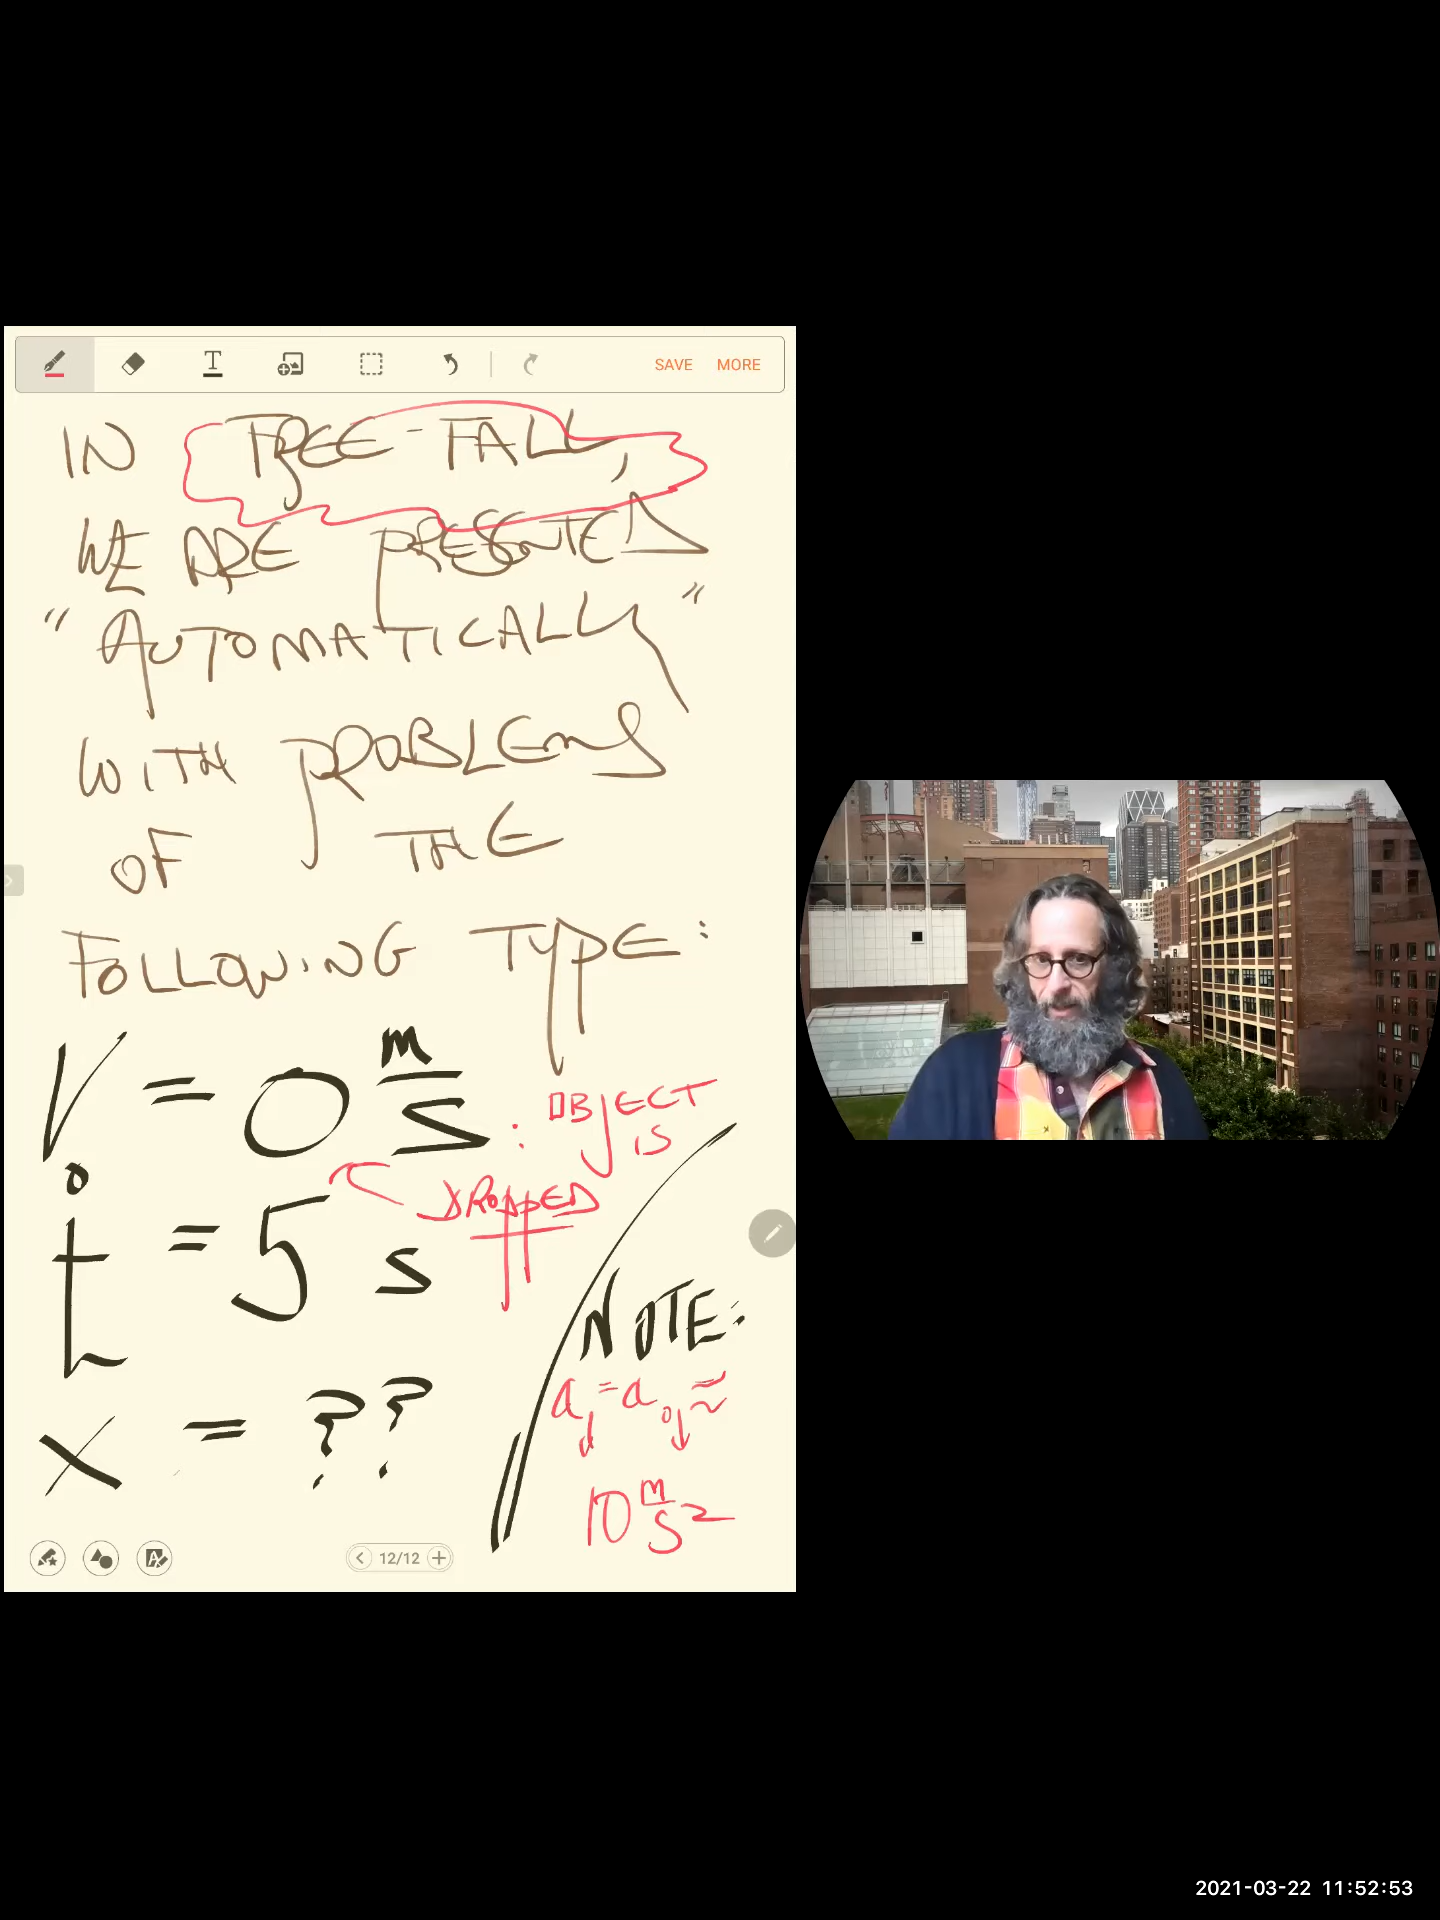 T
SAVE MORE
IN FREE-FALL,
WE ARE PRESENTED
"AUTOMATICALLY"
WITH PROBLEMS
OF THE
FOLLOWING TYPE:
V₀ = 0 m/s : OBJECT IS DROPPED
t = 5 s
x = ??
NOTE:
a↓ = a₀↓ ≈
10 m/s²
12/12
2021-03-22 11:52:53